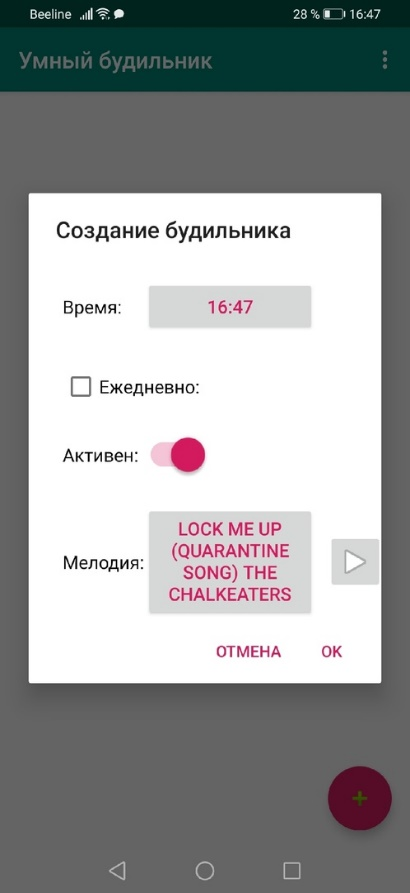 Beeline 28 % 16:47
Умный будильник
Создание будильника
Время: 16:47
Ежедневно:
Активен:
Мелодия: LOCK ME UP
(QUARANTINE
SONG) THE
CHALKEATERS
ОТМЕНА OK